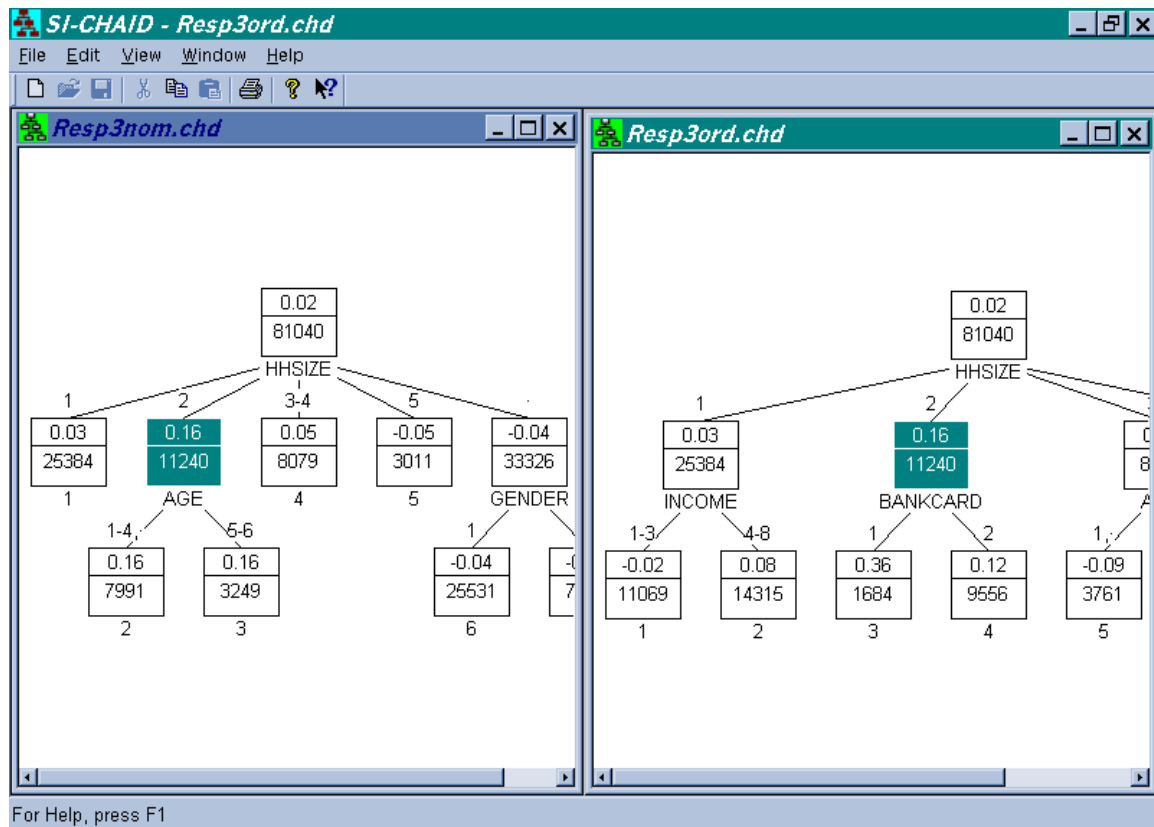 SI-CHAID - Resp3ord.chd
File Edit View Window Help
Resp3nom.chd
0.02
81040
HHSIZE
1 2 3-4 5 .
0.03 0.16 0.05 -0.05 -0.04
25384 11240 8079 3011 33326
1 AGE 4 5 GENDER
1-4,. 5-6 1
0.16 0.16 -0.04
7991 3249 25531 7
2 3 6
Resp3ord.chd
0.02
81040
HHSIZE
1 2
0.03 0.16
25384 11240 8
INCOME BANKCARD A
1-3 4-8 1 2 1,.
-0.02 0.08 0.36 0.12 -0.09
11069 14315 1684 9556 3761
1 2 3 4 5
For Help, press F1